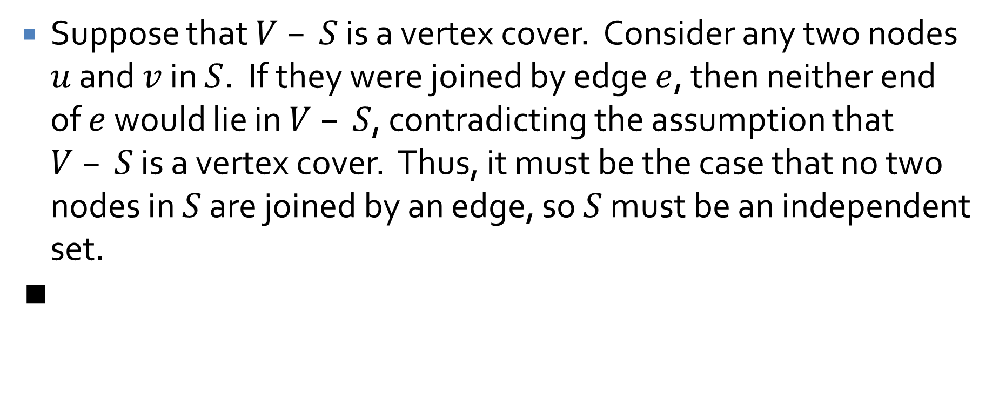 ▪ Suppose that V – S is a vertex cover. Consider any two nodes
u and v in S. If they were joined by edge e, then neither end
of e would lie in V – S, contradicting the assumption that
V – S is a vertex cover. Thus, it must be the case that no two
nodes in S are joined by an edge, so S must be an independent
set.
■